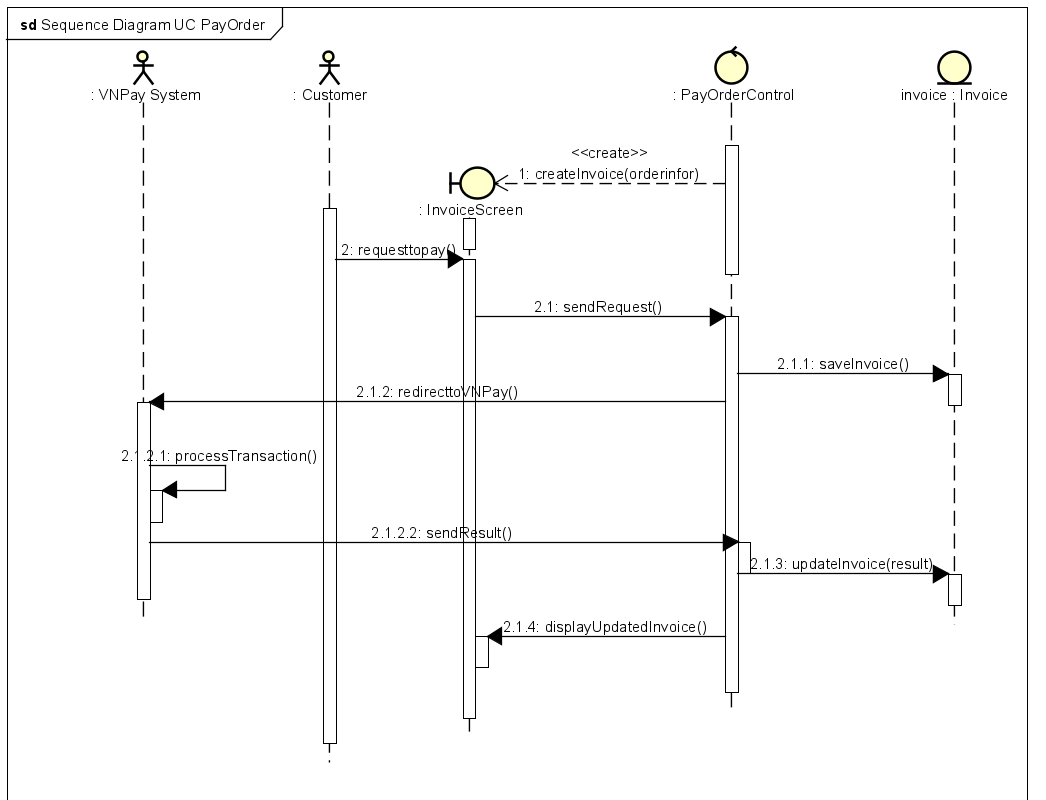 sd Sequence Diagram UC PayOrder
: VNPay System
: Customer
: PayOrderControl
invoice : Invoice
<<create>>
1: createInvoice(orderinfor)
: InvoiceScreen
2: requesttopay()
2.1: sendRequest()
2.1.1: saveInvoice()
2.1.2: redirecttoVNPay()
2.1.2.1: processTransaction()
2.1.2.2: sendResult()
2.1.3: updateInvoice(result)
2.1.4: displayUpdatedInvoice()